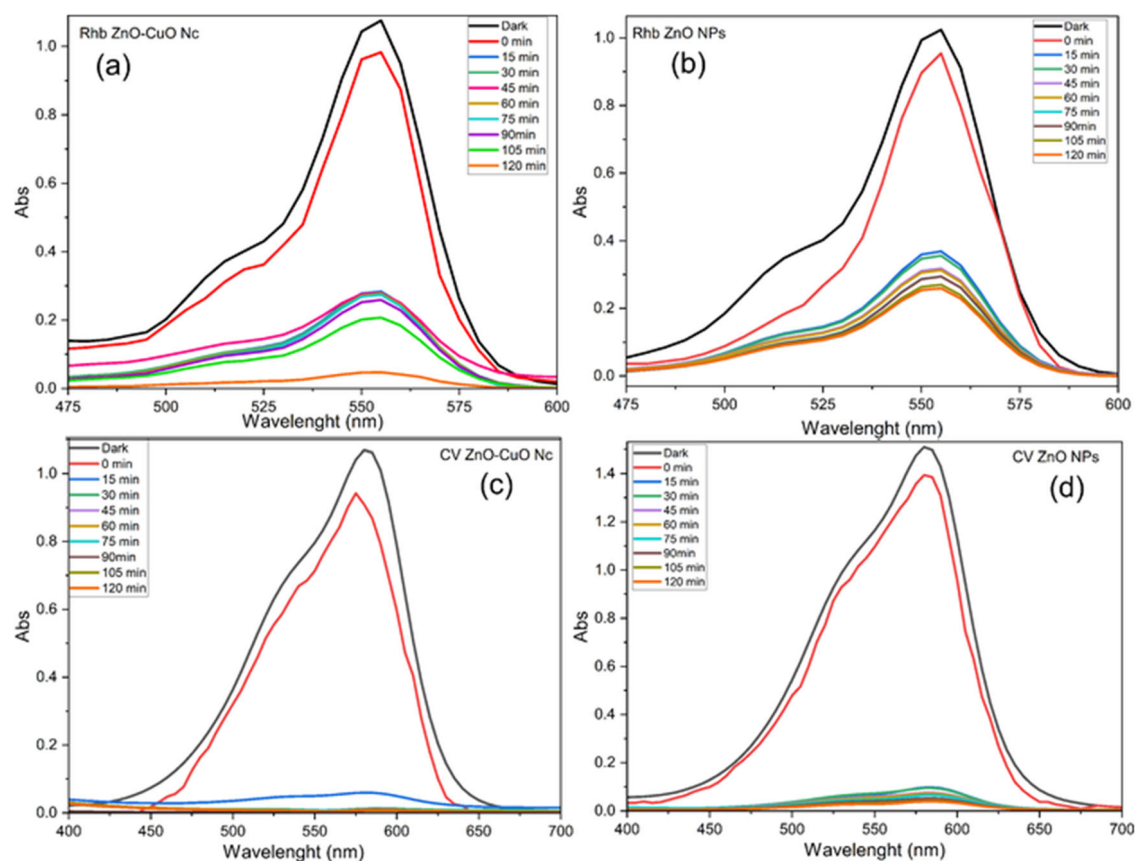 Rhb ZnO-CuO Nc
(a)
Dark
0 min
15 min
30 min
45 min
60 min
75 min
90min
105 min
120 min
1.0
0.8
0.6
0.4
0.2
0.0
Abs
475 500 525 550 575 600
Wavelenght (nm)
Rhb ZnO NPs
(b)
Dark
0 min
15 min
30 min
45 min
60 min
75 min
90min
105 min
120 min
1.0
0.8
0.6
0.4
0.2
0.0
Abs
475 500 525 550 575 600
Wavelenght (nm)
Dark
0 min
15 min
30 min
45 min
60 min
75 min
90min
105 min
120 min
CV ZnO-CuO Nc
(c)
1.0
0.8
0.6
0.4
0.2
0.0
Abs
400 450 500 550 600 650 700
Wavelenght (nm)
Dark
0 min
15 min
30 min
45 min
60 min
75 min
90min
105 min
120 min
CV ZnO NPs
(d)
1.4
1.2
1.0
0.8
0.6
0.4
0.2
0.0
Abs
400 450 500 550 600 650 700
Wavelenght (nm)